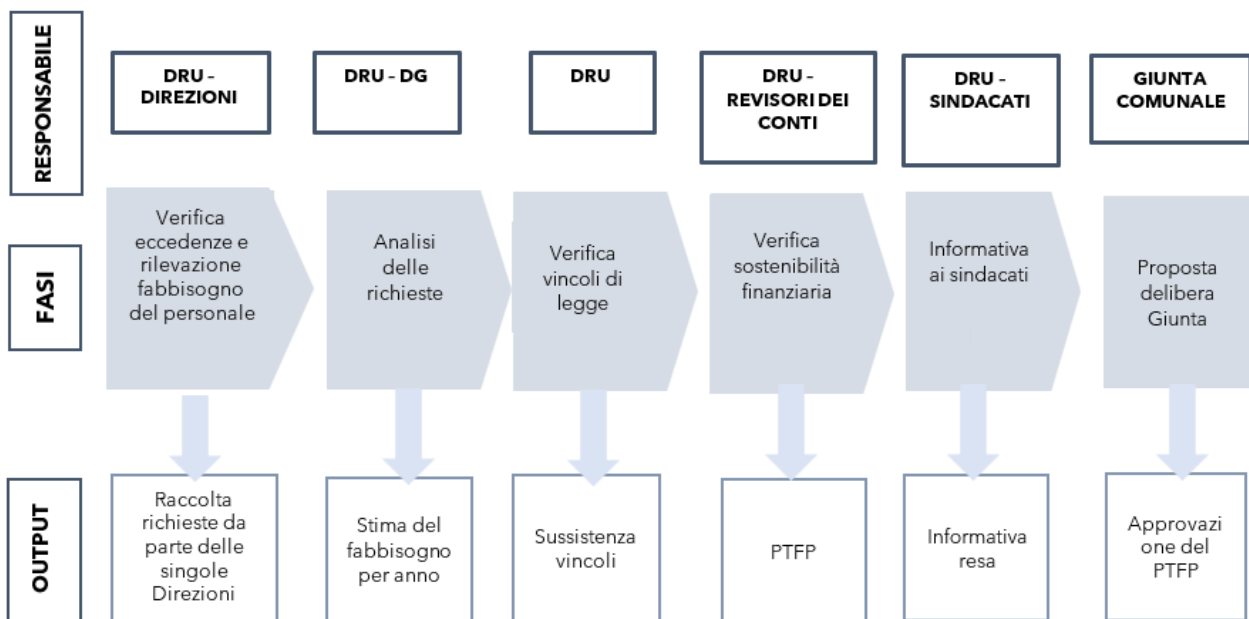 RESPONSABILE
DRU –
DIREZIONI
DRU – DG
DRU
DRU –
REVISORI DEI
CONTI
DRU –
SINDACATI
GIUNTA
COMUNALE
FASI
Verifica
eccedenze e
rilevazione
fabbisogno
del personale
Analisi
delle
richieste
Verifica
vincoli di
legge
Verifica
sostenibilità
finanziaria
Informativa
ai sindacati
Proposta
delibera
Giunta
OUTPUT
Raccolta
richieste da
parte delle
singole
Direzioni
Stima del
fabbisogno
per anno
Sussistenza
vincoli
PTFP
Informativa
resa
Approvazi
one del
PTFP